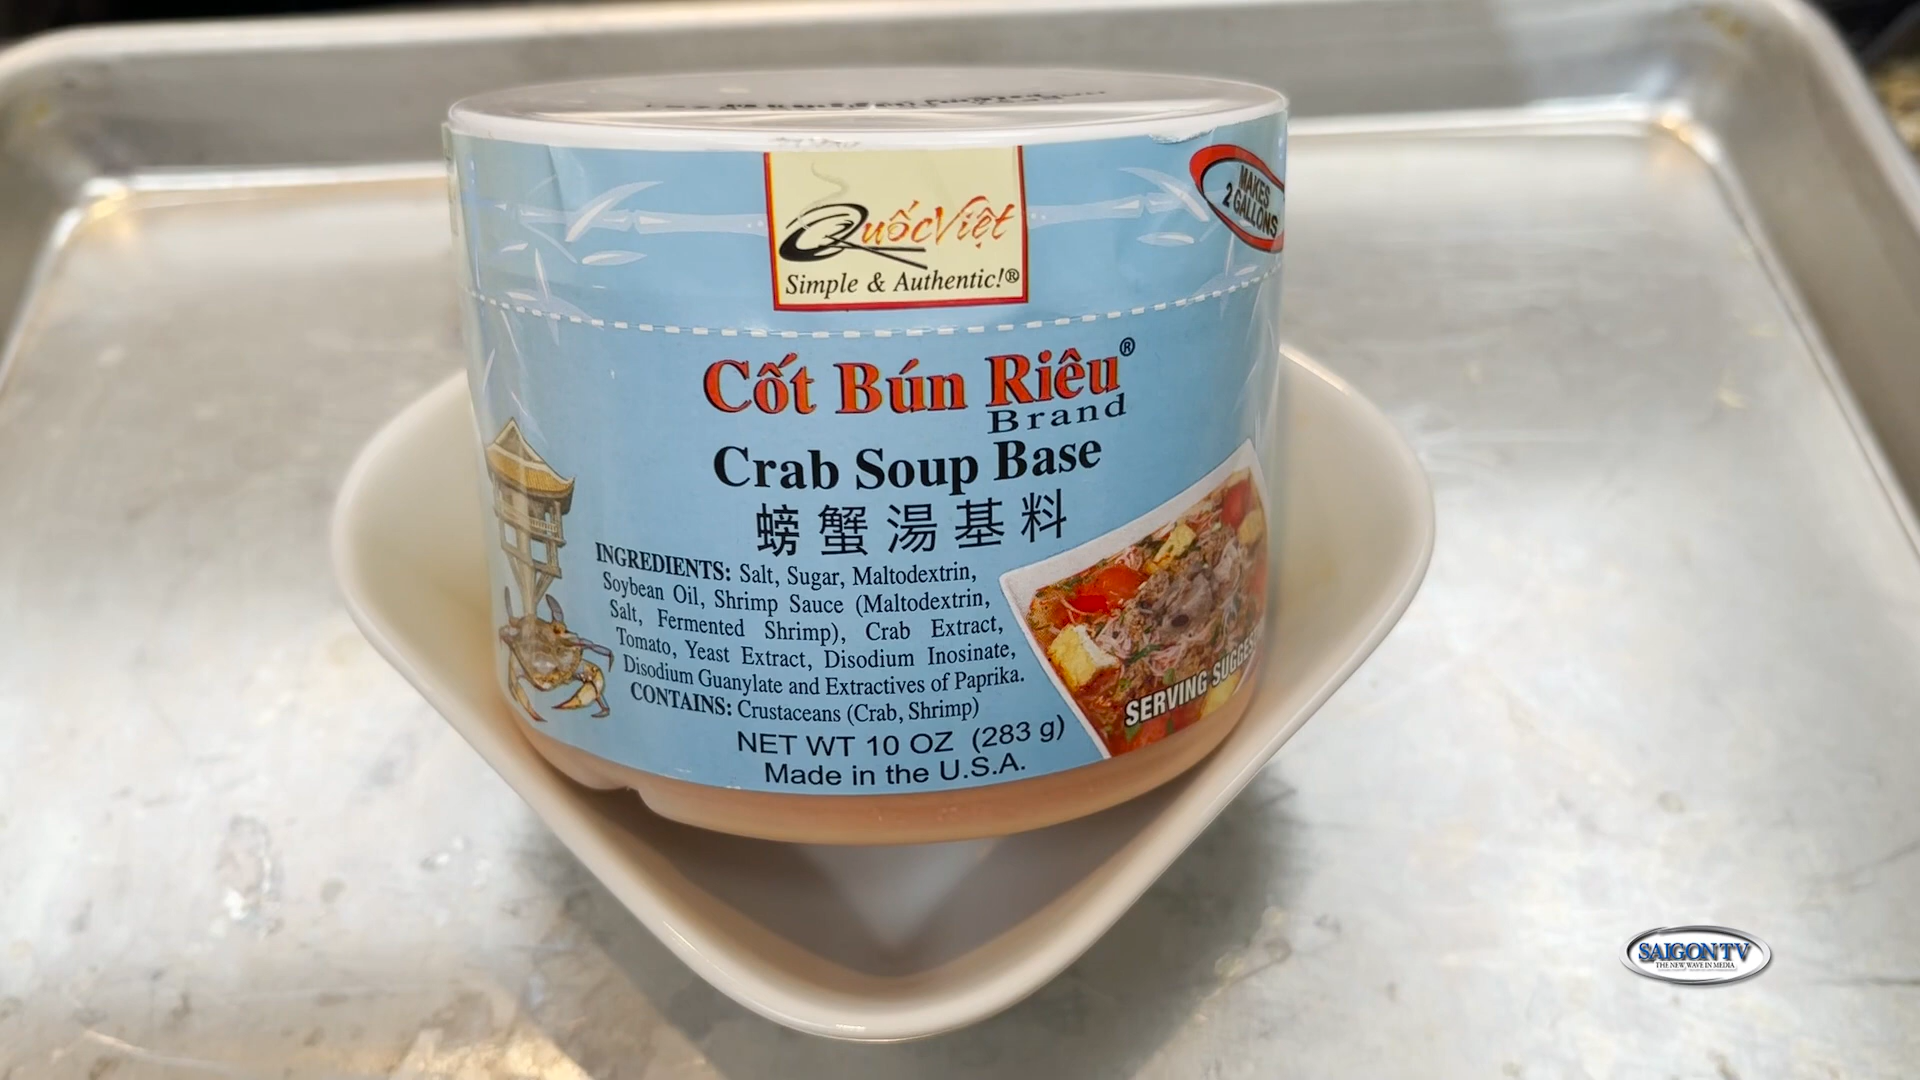 QuốcViệt
Simple & Authentic!®
MAKES
2 GALLONS
Cốt Bún Riêu®
Brand
Crab Soup Base
螃蟹湯基料
INGREDIENTS: Salt, Sugar, Maltodextrin,
Soybean Oil, Shrimp Sauce (Maltodextrin,
Salt, Fermented Shrimp), Crab Extract,
Tomato, Yeast Extract, Disodium Inosinate,
Disodium Guanylate and Extractives of Paprika.
CONTAINS: Crustaceans (Crab, Shrimp)
SERVING
NET WT 10 OZ (283 g)
Made in the U.S.A.
SAIGON TV
THE NEW WAVE IN MEDIA